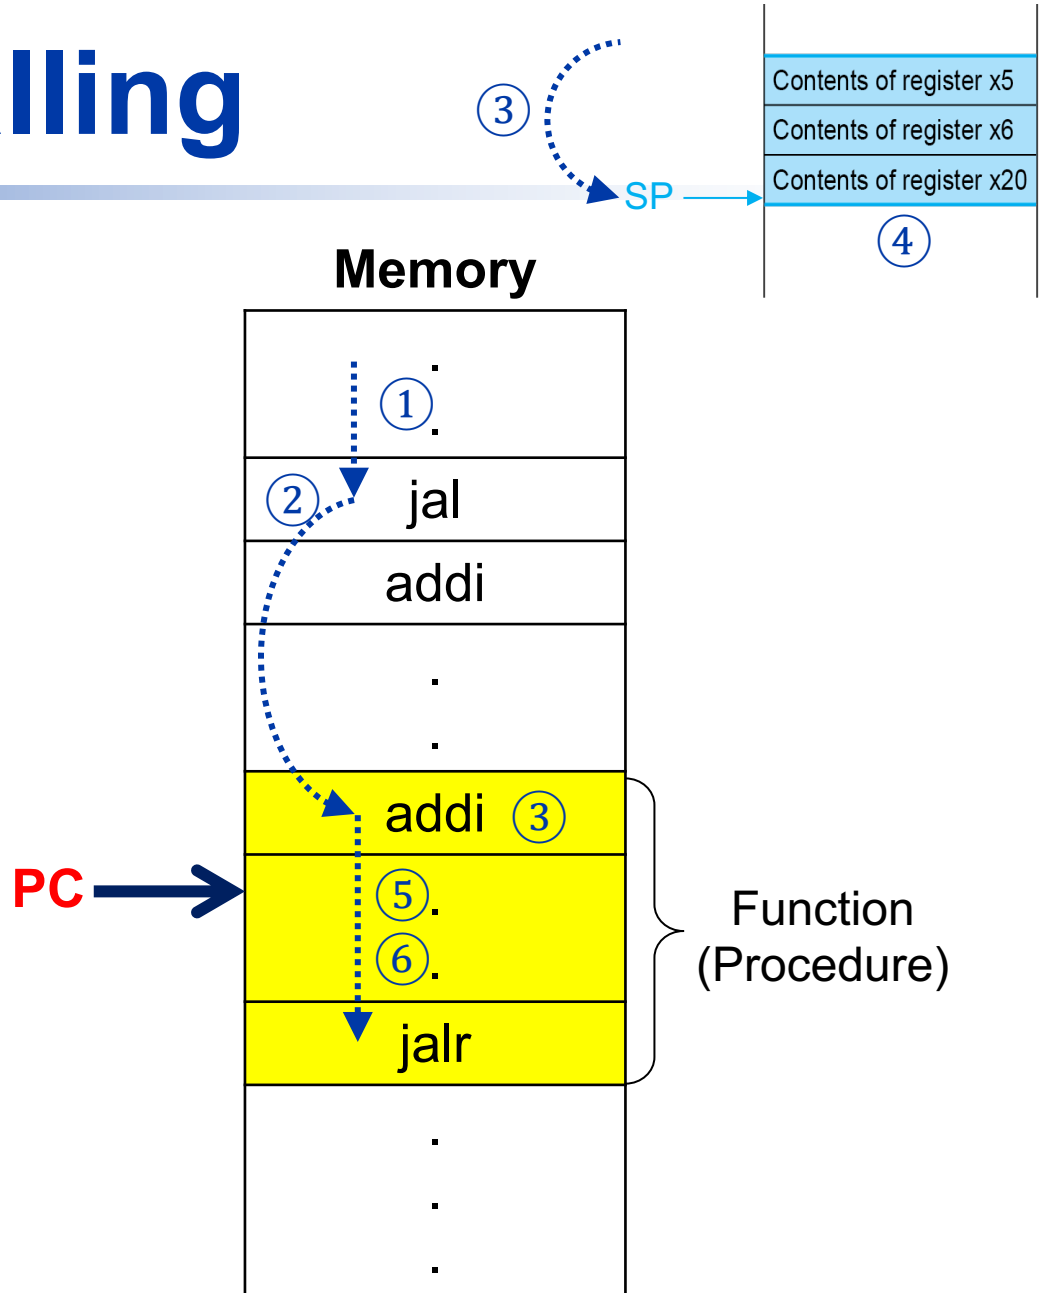 lling
③
Contents of register x5
Contents of register x6
Contents of register x20
SP
④
Memory
.
①
.
② jal
addi
.
.
addi ③
PC
⑤.
⑥.
Function
(Procedure)
jalr
.
.
.